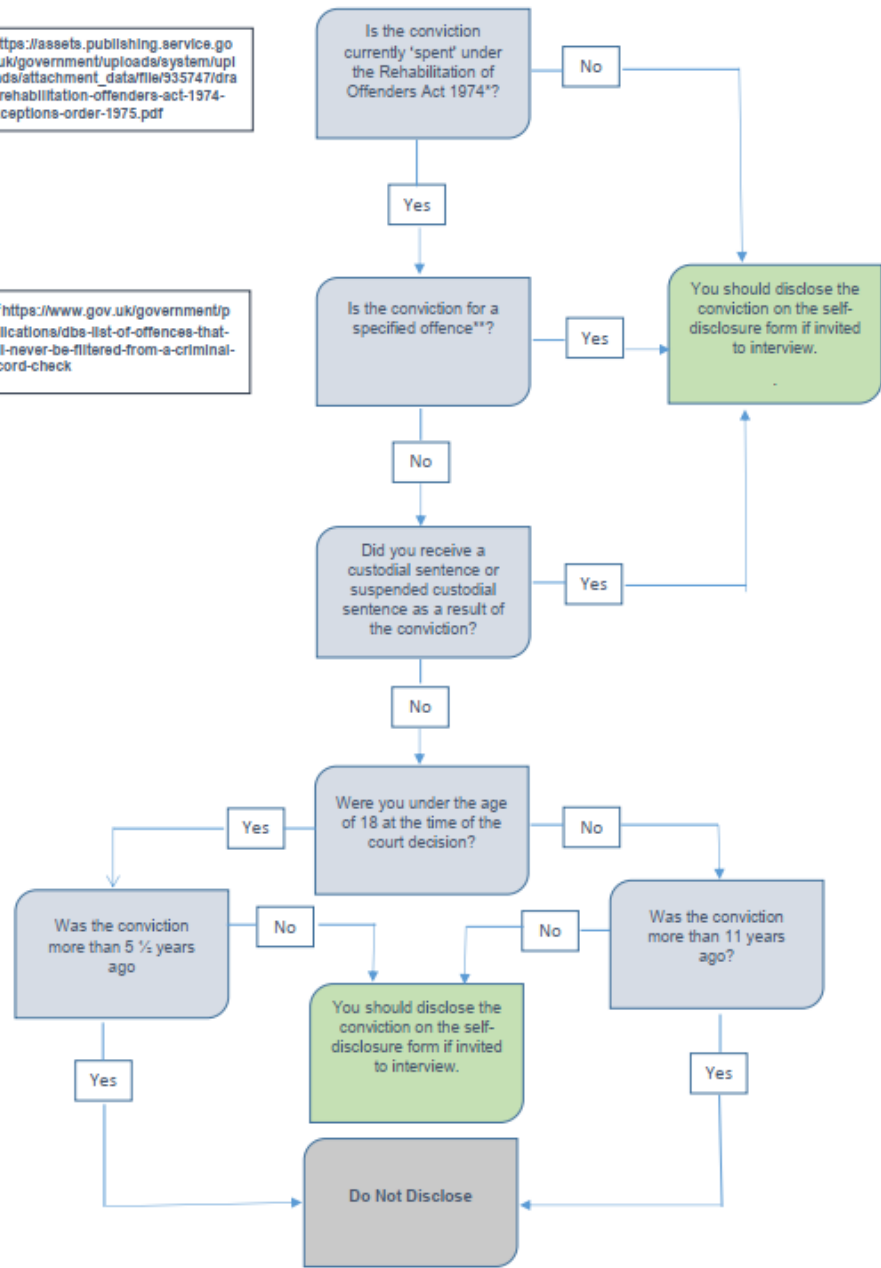 Is the conviction
currently 'spent' under
the Rehabilitation of
Offenders Act 1974*?
No
ttps://assets.publishing.service.go
uk/government/uploads/system/upl
ads/attachment_data/file/935747/dra
rehabilitation-offenders-act-1974-
ceptions-order-1975.pdf
Yes
Is the conviction for a
specified offence**?
Yes
You should disclose the
conviction on the self-
disclosure form if invited
to interview.
.
*https://www.gov.uk/government/p
lications/dbs-list-of-offences-that-
ll-never-be-filtered-from-a-criminal-
cord-check
No
Did you receive a
custodial sentence or
suspended custodial
sentence as a result of
the conviction?
Yes
No
Were you under the age
of 18 at the time of the
court decision?
Yes
No
Was the conviction
more than 5 ½ years
ago
No
No
Was the conviction
more than 11 years
ago?
You should disclose the
conviction on the self-
disclosure form if invited
to interview.
Yes
Yes
Do Not Disclose